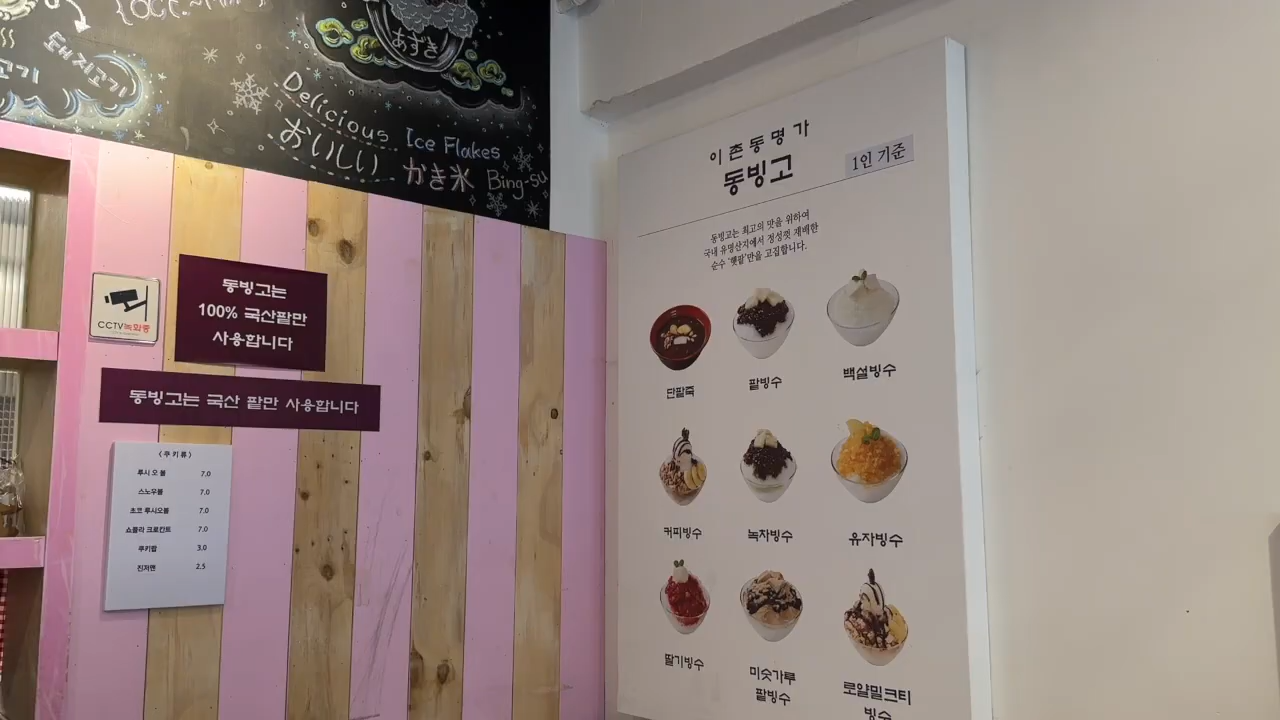 돼지고기
고기
あずき
Delicious Ice Flakes
おいしい かき氷 Bing-su
CCTV녹화중
동빙고는
100% 국산팥만
사용합니다
동빙고는 국산 팥만 사용합니다
<쿠키류>
루시오볼 7.0
스노우볼 7.0
초코 루시오볼 7.0
쇼콜라 크로칸트 7.0
쿠키팝 3.0
진저맨 2.5
이촌동명가
동빙고
1인 기준
동빙고는 최고의 맛을 위하여
국내 유명산지에서 정성껏 재배한
순수 '햇팥'만을 고집합니다.
단팥죽
팥빙수
백설빙수
커피빙수
녹차빙수
유자빙수
딸기빙수
미숫가루
팥빙수
로얄밀크티
빙수